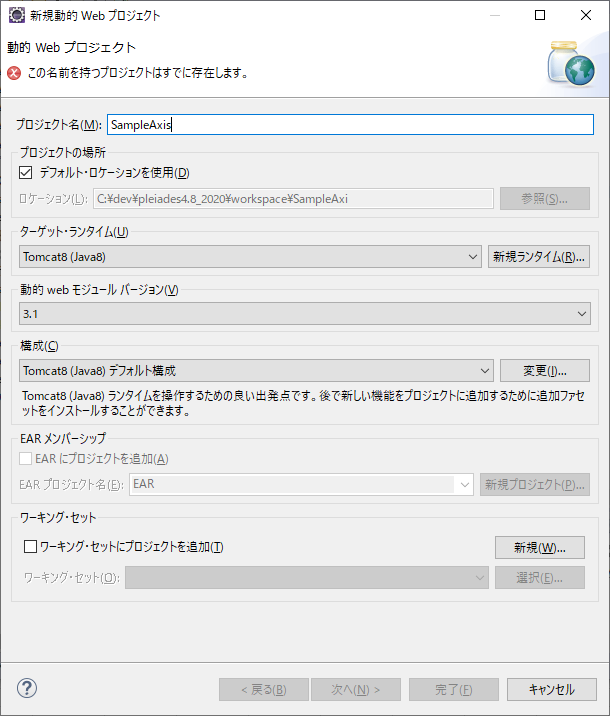 新規動的 Web プロジェクト
動的 Web プロジェクト
この名前を持つプロジェクトはすでに存在します。
プロジェクト名(M): SampleAxis
プロジェクトの場所
デフォルト・ロケーションを使用(D)
ロケーション(L): C:¥dev¥pleiades4.8_2020¥workspace¥SampleAxi 参照(S)...
ターゲット・ランタイム(U)
Tomcat8 (Java8) 新規ランタイム(R)...
動的 web モジュール バージョン(V)
3.1
構成(C)
Tomcat8 (Java8) デフォルト構成 変更(I)...
Tomcat8 (Java8) ランタイムを操作するための良い出発点です。後で新しい機能をプロジェクトに追加するために追加ファセ
ットをインストールすることができます。
EAR メンバーシップ
EAR にプロジェクトを追加(A)
EAR プロジェクト名(E): EAR 新規プロジェクト(P)...
ワーキング・セット
ワーキング・セットにプロジェクトを追加(T) 新規(W)...
ワーキング・セット(O): 選択(E)...
? < 戻る(B) 次へ(N) > 完了(F) キャンセル